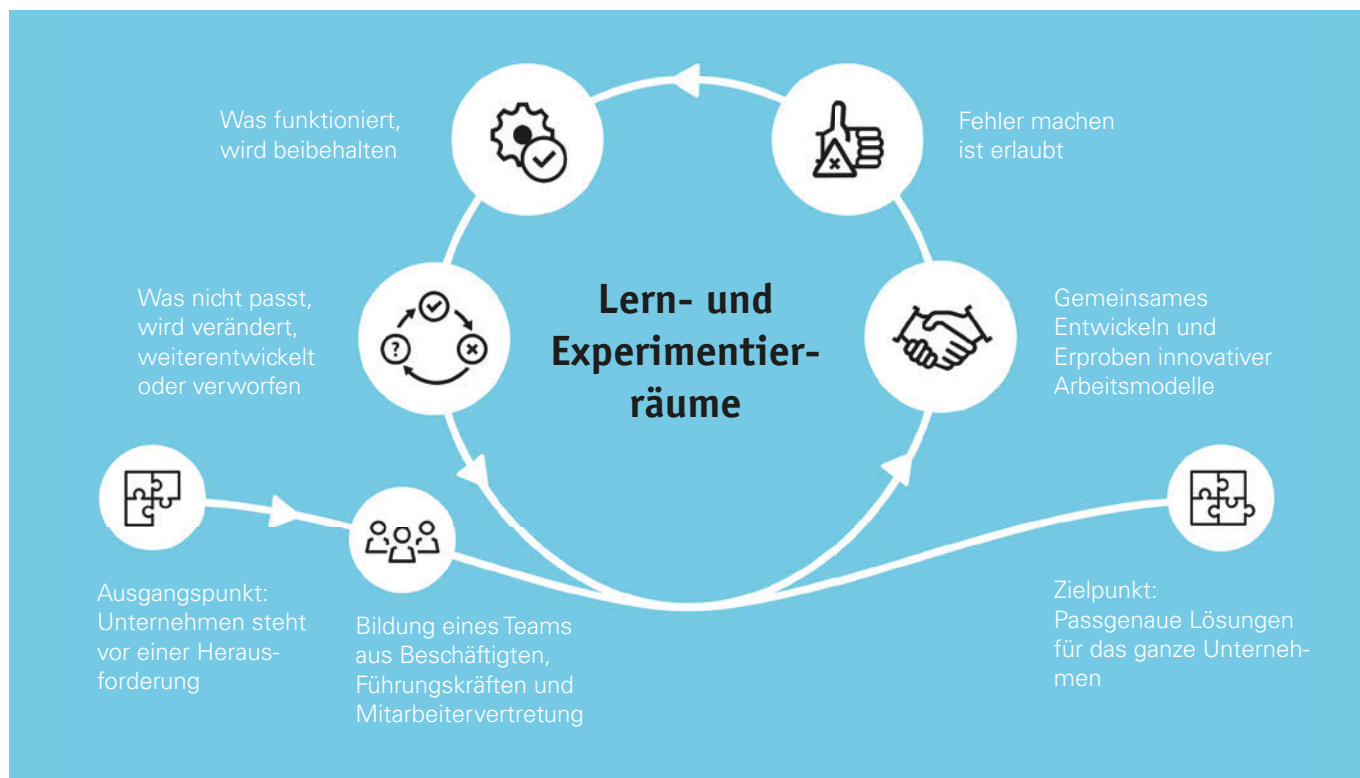 Was funktioniert,
wird beibehalten
Fehler machen
ist erlaubt
Was nicht passt,
wird verändert,
weiterentwickelt
oder verworfen
Lern- und
Experimentier-
räume
Gemeinsames
Entwickeln und
Erproben innovativer
Arbeitsmodelle
Ausgangspunkt:
Unternehmen steht
vor einer Heraus-
forderung
Bildung eines Teams
aus Beschäftigten,
Führungskräften und
Mitarbeitervertretung
Zielpunkt:
Passgenaue Lösungen
für das ganze Unterneh-
men